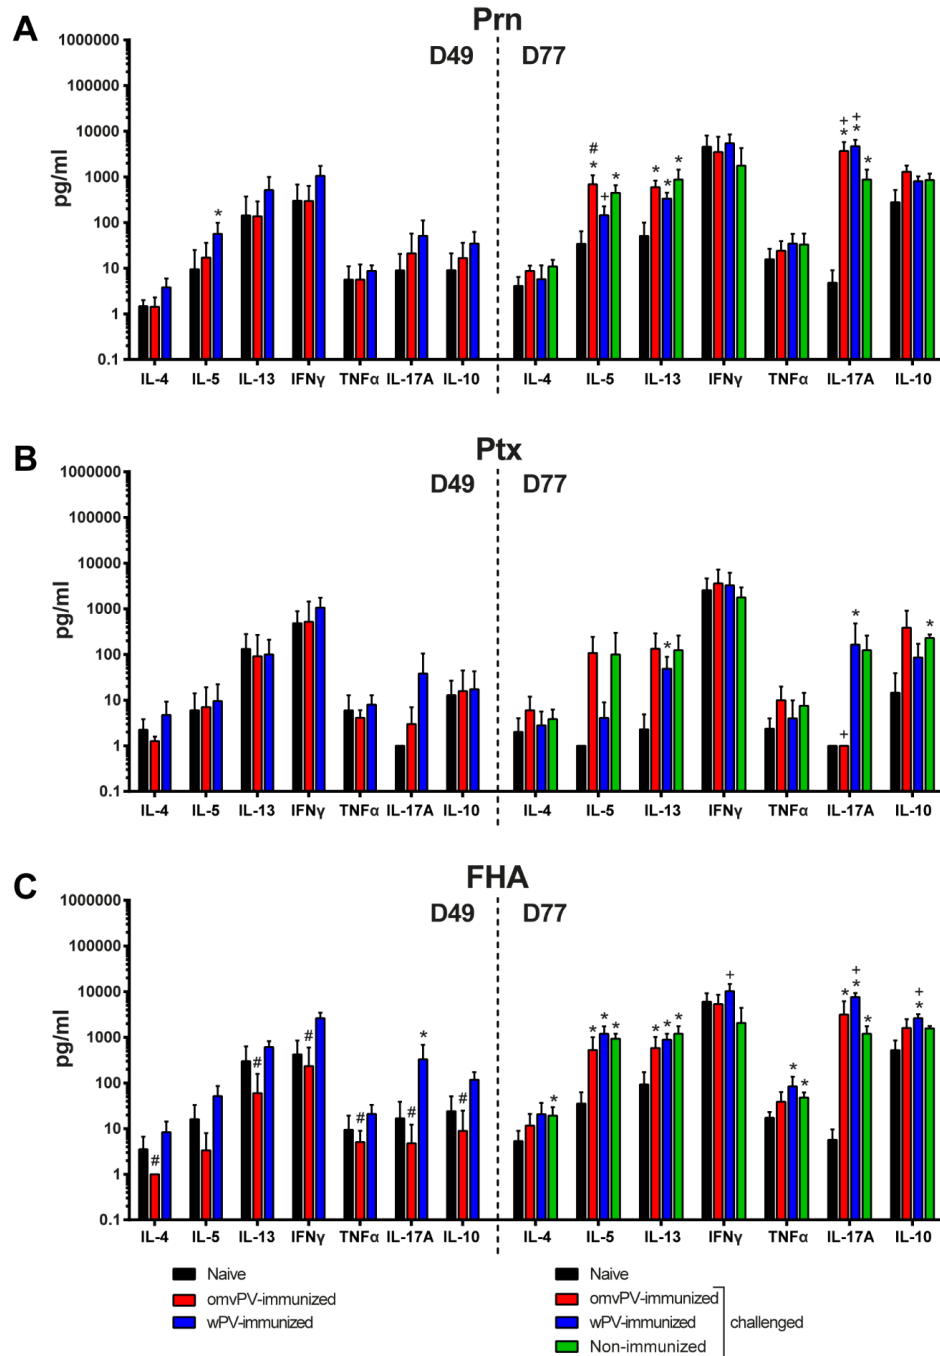 A
Prn
D49 D77
pg/ml
1000000
100000
10000
1000
100
10
1
0.1
# * * + * * * + * + * *
IL-4 IL-5 IL-13 IFNγ TNFα IL-17A IL-10 IL-4 IL-5 IL-13 IFNγ TNFα IL-17A IL-10
B
Ptx
D49 D77
pg/ml
1000000
100000
10000
1000
100
10
1
0.1
* + * *
IL-4 IL-5 IL-13 IFNγ TNFα IL-17A IL-10 IL-4 IL-5 IL-13 IFNγ TNFα IL-17A IL-10
C
FHA
D49 D77
pg/ml
1000000
100000
10000
1000
100
10
1
0.1
# # # # # * # * * * * * * * + * * * + * * + *
IL-4 IL-5 IL-13 IFNγ TNFα IL-17A IL-10 IL-4 IL-5 IL-13 IFNγ TNFα IL-17A IL-10
Naive
omvPV-immunized
wPV-immunized
Naive
omvPV-immunized
wPV-immunized
Non-immunized
challenged